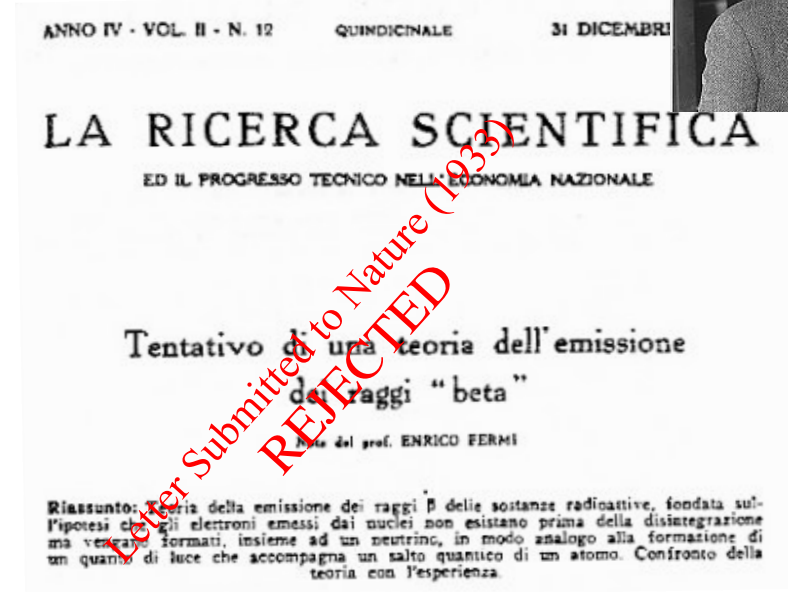 ANNO IV - VOL. II - N. 12 QUINDICINALE 31 DICEMBRE
LA RICERCA SCIENTIFICA
ED IL PROGRESSO TECNICO NELL'ECONOMIA NAZIONALE
Tentativo di una teoria dell'emissione
dei raggi "beta"
Nota del prof. ENRICO FERMI
Riassunto: Teoria della emissione dei raggi β delle sostanze radioattive, fondata sul-
l'ipotesi che gli elettroni emessi dai nuclei non esistano prima della disintegrazione
ma vengano formati, insieme ad un neutrino, in modo analogo alla formazione di
un quanto di luce che accompagna un salto quantico di un atomo. Confronto della
teoria con l'esperienza.
Letter Submitted to Nature (1933)
REJECTED